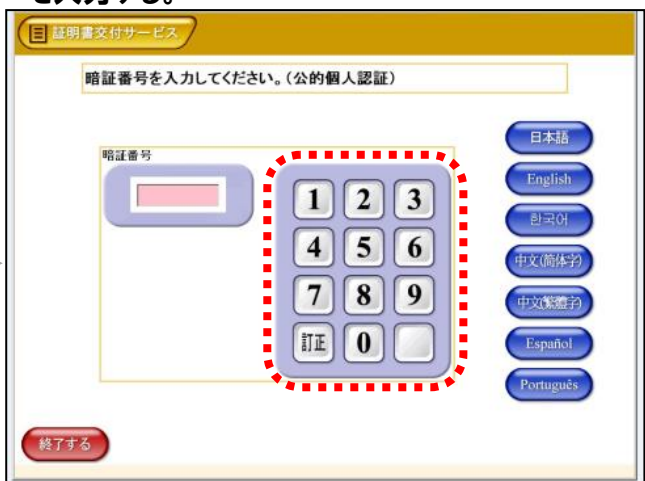 を入力する。
証明書交付サービス
暗証番号を入力してください。(公的個人認証)
暗証番号
1 2 3
4 5 6
7 8 9
訂正 0
日本語
English
한국어
中文(简体字)
中文(繁體字)
Español
Português
終了する